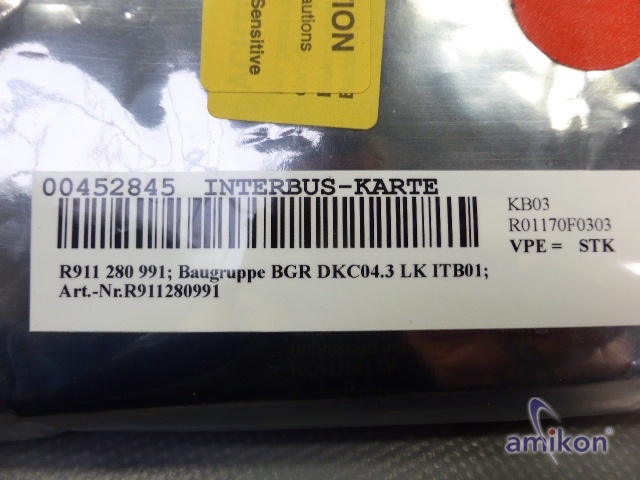 TION
autions
Sensitive
00452845 INTERBUS-KARTE
KB03
R01170F0303
VPE = STK
R911 280 991; Baugruppe BGR DKC04.3 LK ITB01;
Art.-Nr.R911280991
amikon